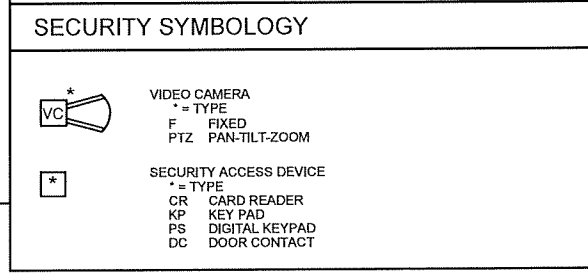 SECURITY SYMBOLOGY
*
VC
VIDEO CAMERA
* = TYPE
F FIXED
PTZ PAN-TILT-ZOOM
*
SECURITY ACCESS DEVICE
* = TYPE
CR CARD READER
KP KEY PAD
PS DIGITAL KEYPAD
DC DOOR CONTACT